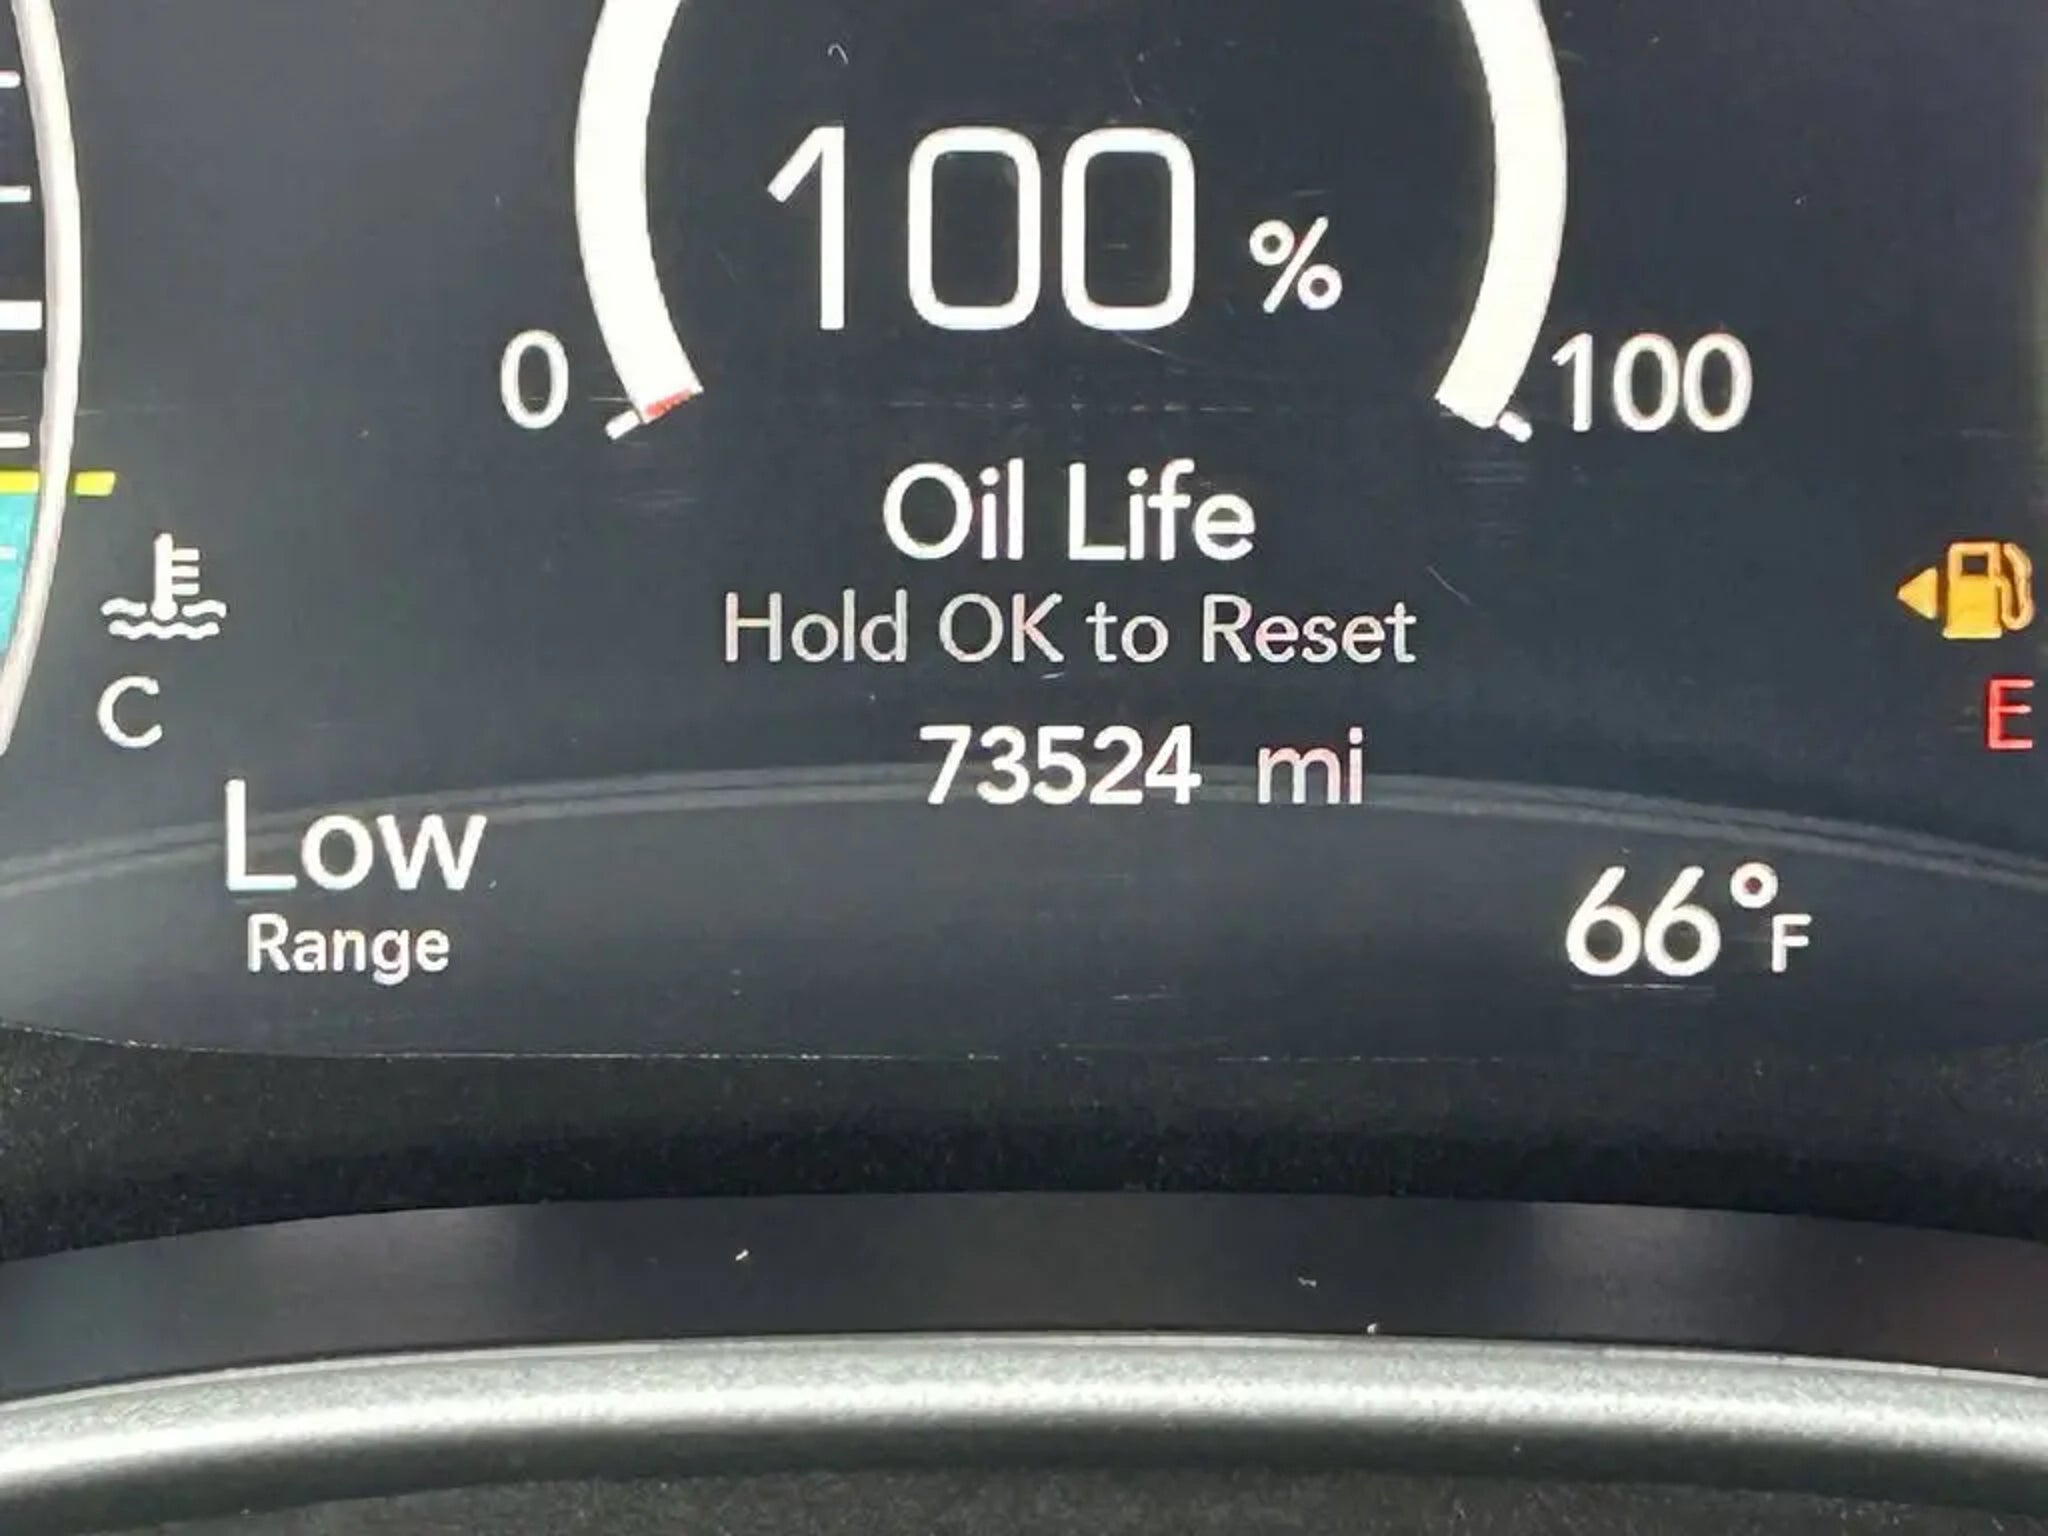 100 %
0
100
Oil Life
Hold OK to Reset
C
E
73524 mi
Low
Range
66°F